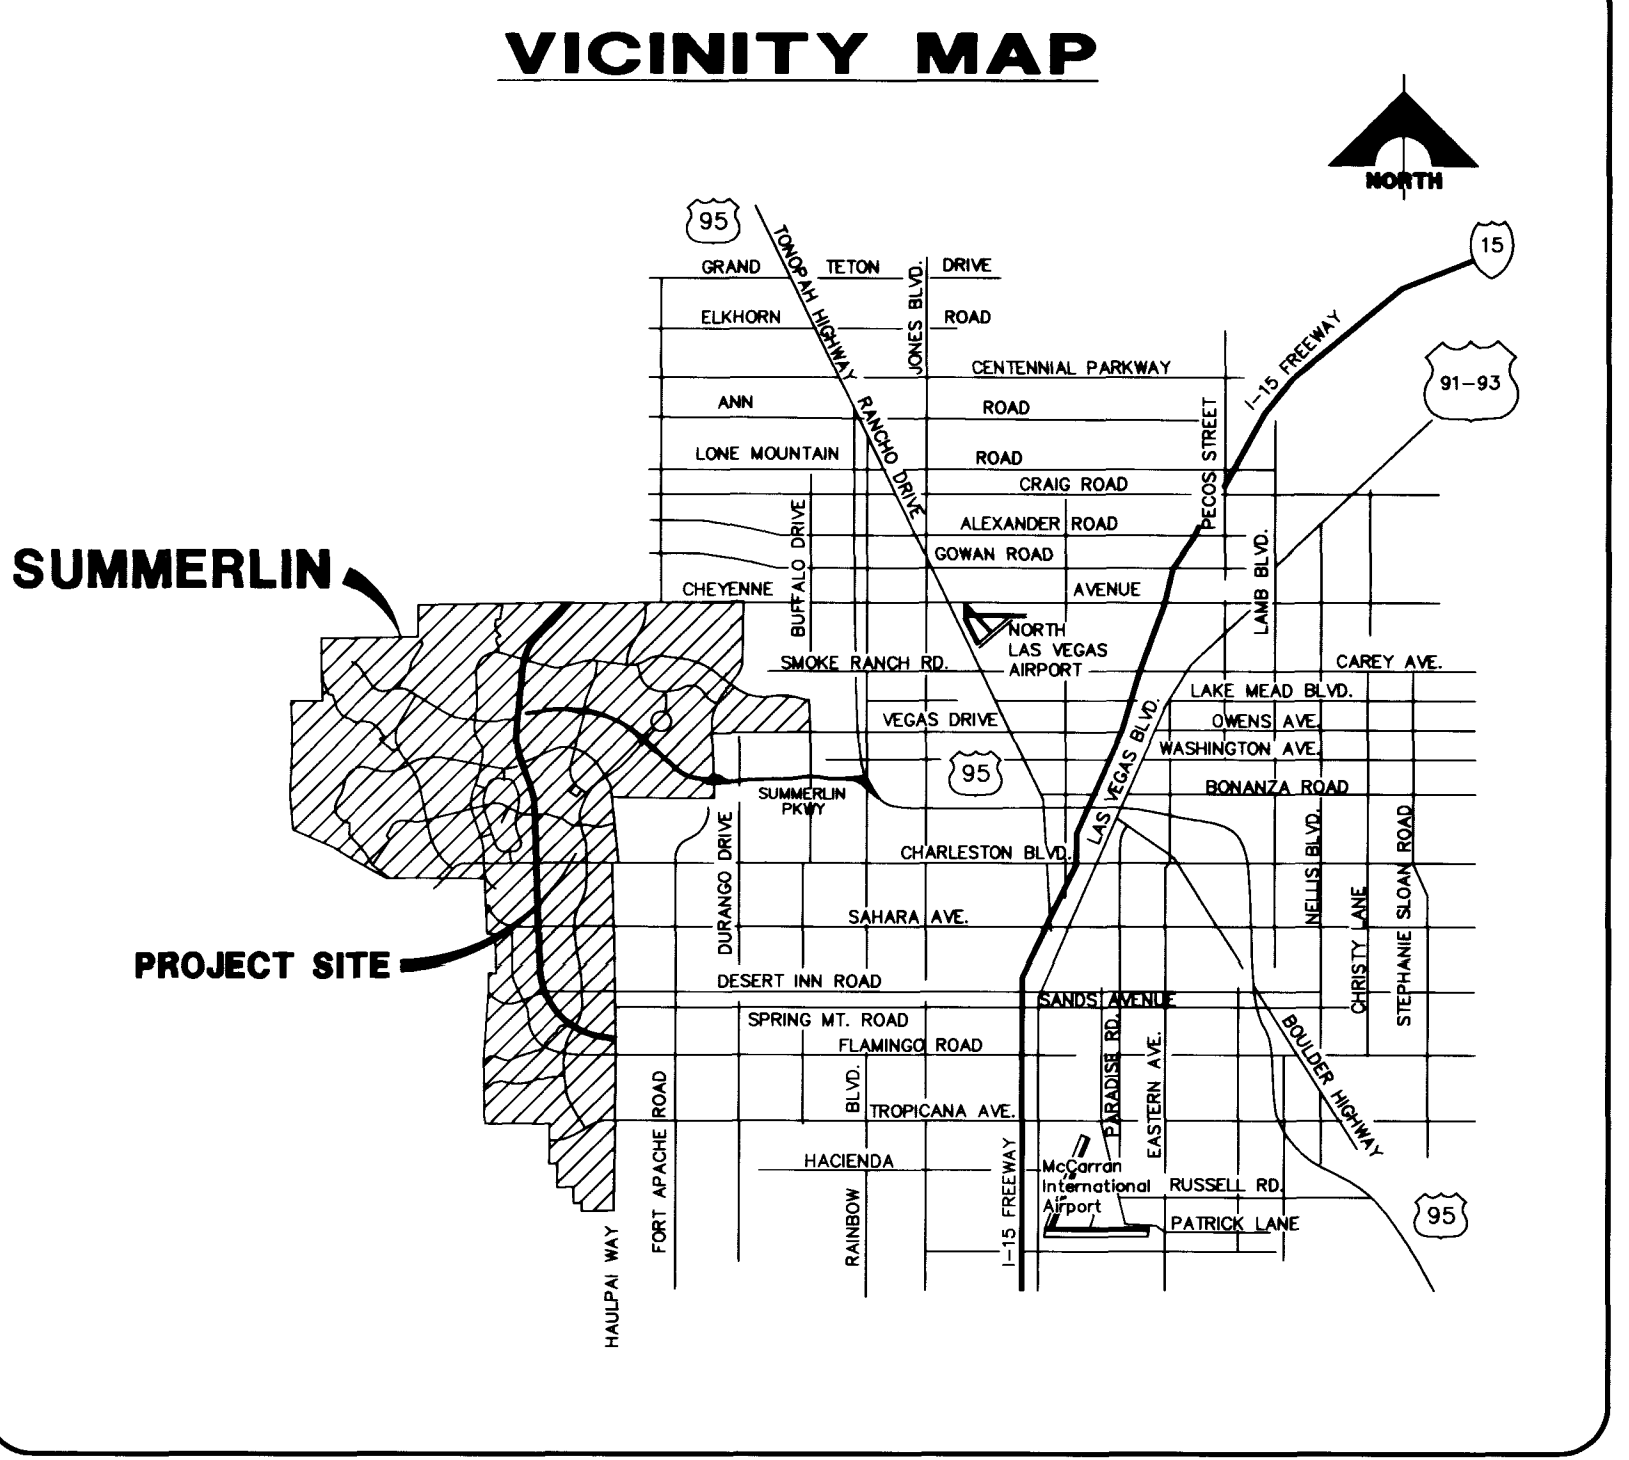 VICINITY MAP
NORTH
95
15
TONOPAH HIGHWAY
GRAND TETON DRIVE
JONES BLVD.
ELKHORN ROAD
I-15 FREEWAY
CENTENNIAL PARKWAY
91-93
ANN ROAD
RANCHO DRIVE
PECOS STREET
LONE MOUNTAIN ROAD
CRAIG ROAD
BUFFALO DRIVE
ALEXANDER ROAD
GOWAN ROAD
LAMB BLVD.
SUMMERLIN
CHEYENNE AVENUE
NORTH
LAS VEGAS
AIRPORT
SMOKE RANCH RD.
CAREY AVE.
LAKE MEAD BLVD.
VEGAS DRIVE
OWENS AVE.
LAS VEGAS BLVD.
WASHINGTON AVE.
95
SUMMERLIN
PKWY
BONANZA ROAD
DURANGO DRIVE
NELLIS BLVD.
CHARLESTON BLVD.
STEPHANIE SLOAN ROAD
CHRISTY LANE
SAHARA AVE.
PROJECT SITE
DESERT INN ROAD
SANDS AVENUE
SPRING MT. ROAD
PARADISE RD.
FLAMINGO ROAD
EASTERN AVE.
BOULDER HIGHWAY
FORT APACHE ROAD
RAINBOW BLVD.
TROPICANA AVE.
HACIENDA
I-15 FREEWAY
McCarran
International
Airport
RUSSELL RD.
PATRICK LANE
95
HAULPAI WAY